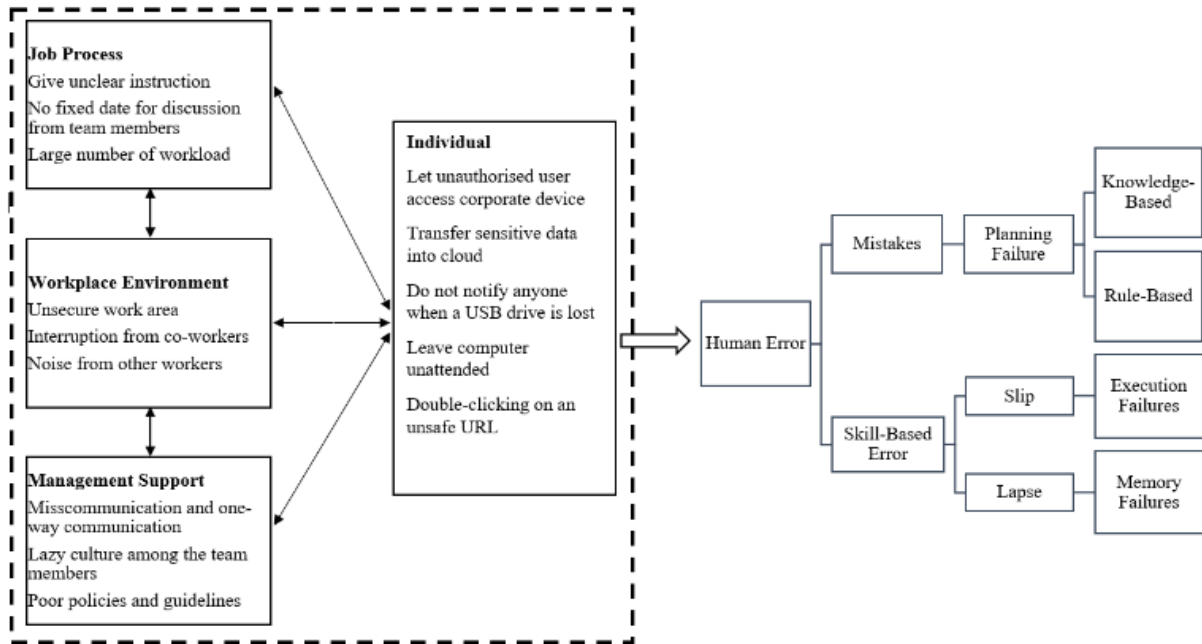 Job Process
Give unclear instruction
No fixed date for discussion
from team members
Large number of workload
Workplace Environment
Unsecure work area
Interruption from co-workers
Noise from other workers
Management Support
Misscommunication and one-
way communication
Lazy culture among the team
members
Poor policies and guidelines
Individual
Let unauthorised user
access corporate device
Transfer sensitive data
into cloud
Do not notify anyone
when a USB drive is lost
Leave computer
unattended
Double-clicking on an
unsafe URL
Human Error
Mistakes
Planning
Failure
Knowledge-
Based
Rule-Based
Skill-Based
Error
Slip
Execution
Failures
Lapse
Memory
Failures